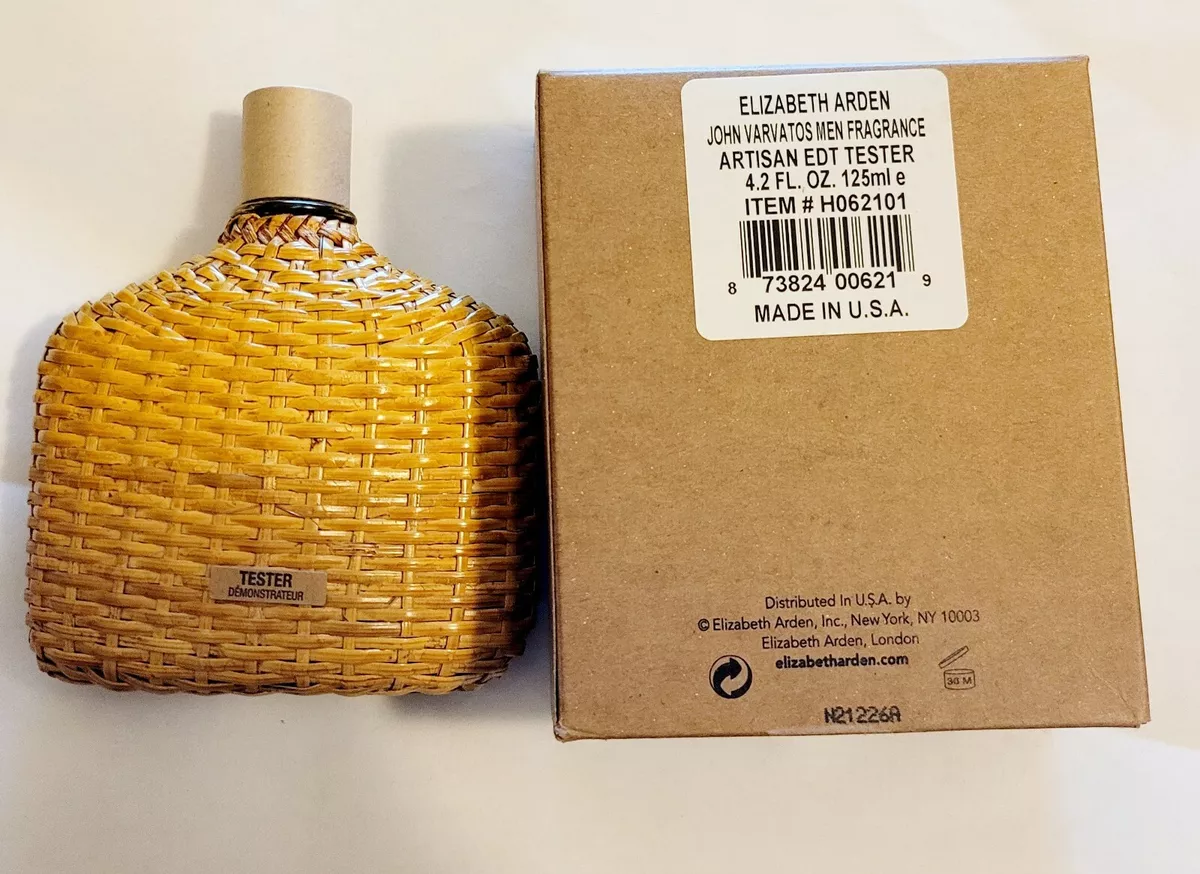 TESTER
DÉMONSTRATEUR
ELIZABETH ARDEN
JOHN VARVATOS MEN FRAGRANCE
ARTISAN EDT TESTER
4.2 FL. OZ. 125ml e
ITEM # H062101
8 73824 00621 9
MADE IN U.S.A.
Distributed In U.S.A. by
© Elizabeth Arden, Inc., New York, NY 10003
Elizabeth Arden, London
elizabetharden.com
36 M
N21226A